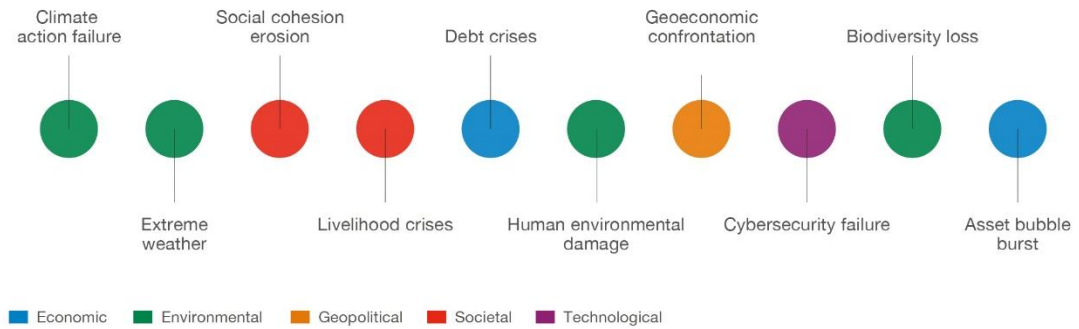 Climate
action failure
Social cohesion
erosion
Debt crises
Geoeconomic
confrontation
Biodiversity loss
Extreme
weather
Livelihood crises
Human environmental
damage
Cybersecurity failure
Asset bubble
burst
Economic
Environmental
Geopolitical
Societal
Technological